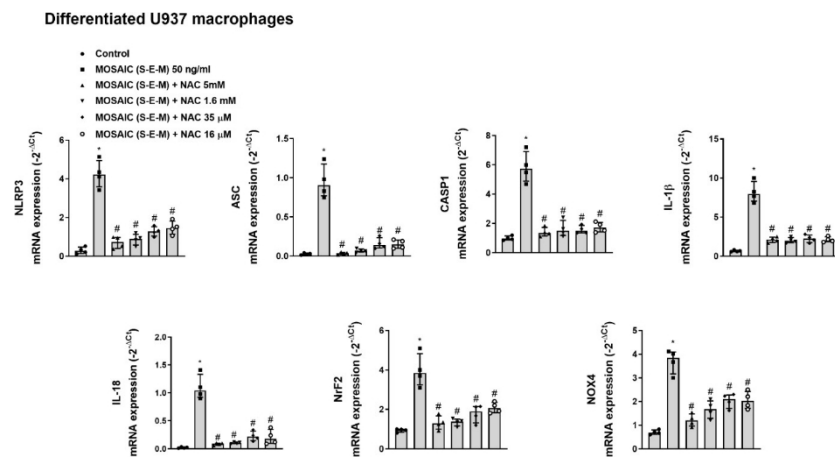 Differentiated U937 macrophages
Control
MOSAIC (S-E-M) 50 ng/ml
MOSAIC (S-E-M) + NAC 5mM
MOSAIC (S-E-M) + NAC 1.6 mM
MOSAIC (S-E-M) + NAC 35 µM
MOSAIC (S-E-M) + NAC 16 µM
NLRP3
mRNA expression (-2^-ΔCt)
6
4
2
0
*
# # # #
ASC
mRNA expression (-2^-ΔCt)
1.5
1.0
0.5
0.0
*
# # # #
CASP1
mRNA expression (2^-ΔCt)
8
6
4
2
0
*
# # # #
IL-1β
mRNA expression (-2^-ΔCt)
15
10
5
0
*
# # # #
IL-18
mRNA expression (-2^-ΔCt)
2.0
1.5
1.0
0.5
0.0
*
# # # #
NrF2
mRNA expression (-2^-ΔCt)
6
4
2
0
*
# # # #
NOX4
mRNA expression (-2^-ΔCt)
5
4
3
2
1
0
*
# # # #